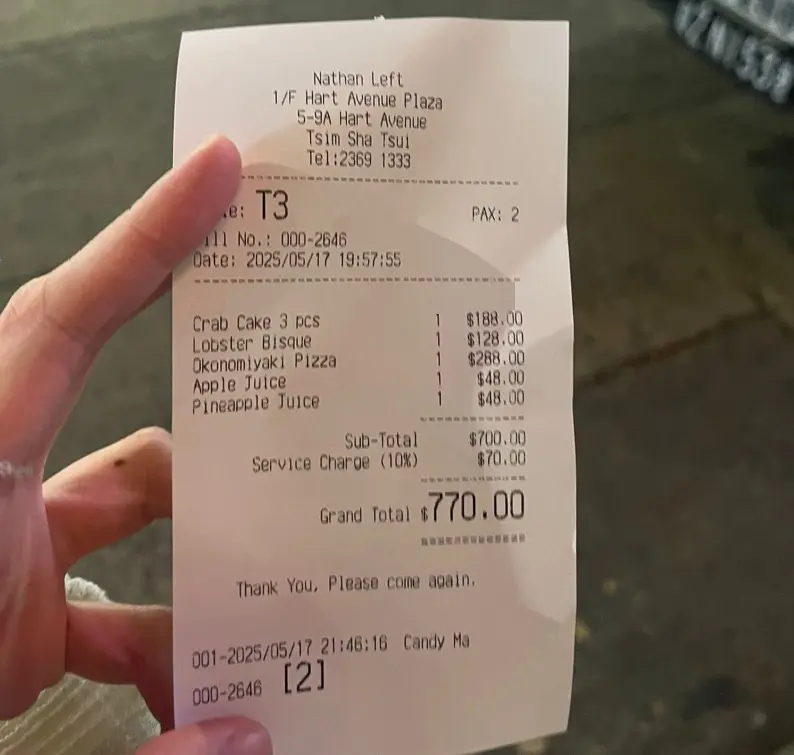 Nathan Left
1/F Hart Avenue Plaza
5-9A Hart Avenue
Tsim Sha Tsui
Tel:2369 1333
T3 PAX: 2
No.: 000-2646
Date: 2025/05/17 19:57:55
Crab Cake 3 pcs 1 $188.00
Lobster Bisque 1 $128.00
Okonomiyaki Pizza 1 $288.00
Apple Juice 1 $48.00
Pineapple Juice 1 $48.00
Sub-Total $700.00
Service Charge (10%) $70.00
Grand Total $770.00
Thank You, Please come again.
001-2025/05/17 21:46:16 Candy Ma
000-2646 [2]